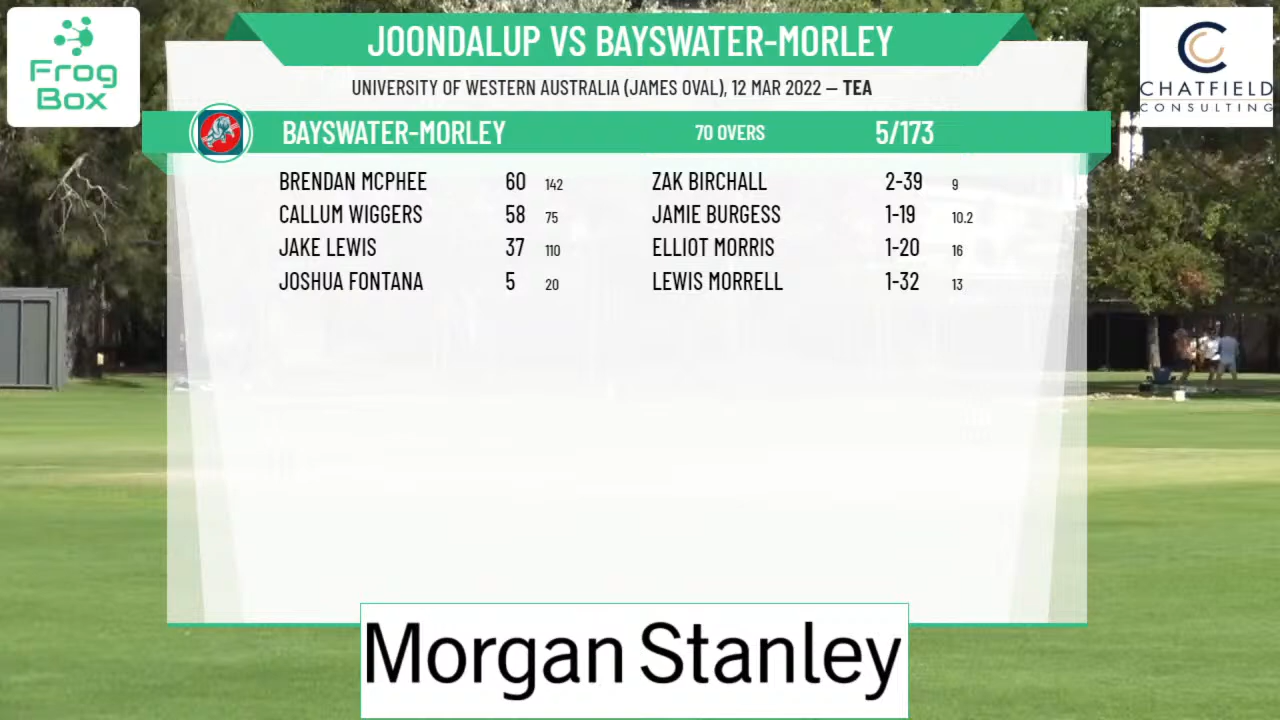 Frog
Box
JOONDALUP VS BAYSWATER-MORLEY
CHATFIELD
CONSULTING
UNIVERSITY OF WESTERN AUSTRALIA (JAMES OVAL), 12 MAR 2022 – TEA
BAYSWATER-MORLEY 70 OVERS 5/173
BRENDAN MCPHEE 60 142 ZAK BIRCHALL 2-39 9
CALLUM WIGGERS 58 75 JAMIE BURGESS 1-19 10.2
JAKE LEWIS 37 110 ELLIOT MORRIS 1-20 16
JOSHUA FONTANA 5 20 LEWIS MORRELL 1-32 13
Morgan Stanley